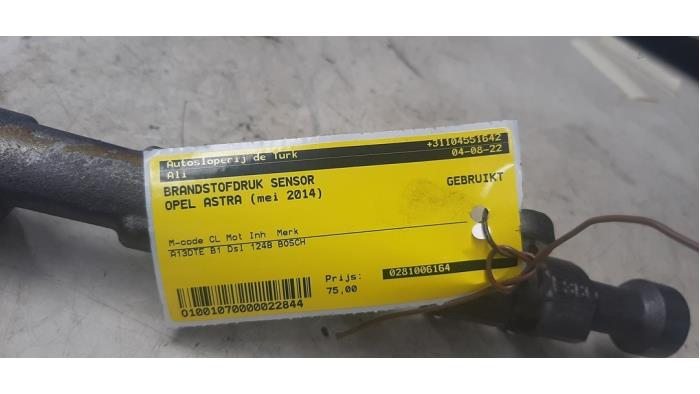 Autosloperij de Turk +31104551642
Ali 04-08-22
BRANDSTOFDRUK SENSOR GEBRUIKT
OPEL ASTRA (mei 2014)
M-code CL Mot Inh Merk
A13DTE B1 Dsl 1248 BOSCH
Prijs: 0281006164
75,00
O1001070000022844